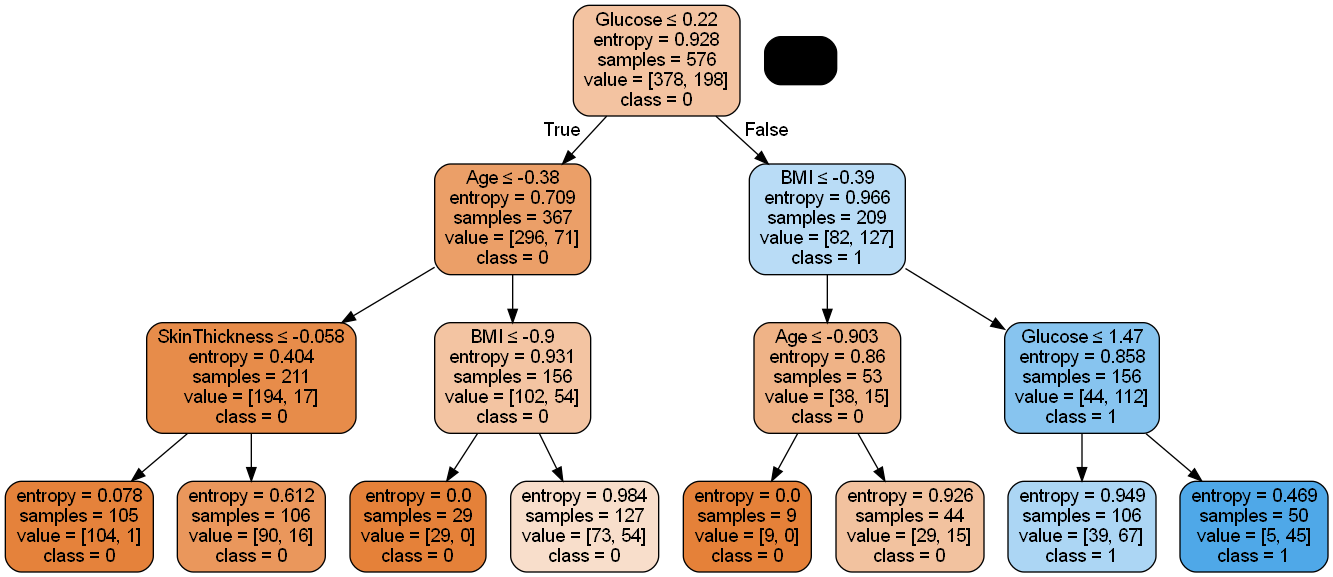 Glucose ≤ 0.22
entropy = 0.928
samples = 576
value = [378, 198]
class = 0
True
False
Age ≤ -0.38
entropy = 0.709
samples = 367
value = [296, 71]
class = 0
BMI ≤ -0.39
entropy = 0.966
samples = 209
value = [82, 127]
class = 1
SkinThickness ≤ -0.058
entropy = 0.404
samples = 211
value = [194, 17]
class = 0
BMI ≤ -0.9
entropy = 0.931
samples = 156
value = [102, 54]
class = 0
Age ≤ -0.903
entropy = 0.86
samples = 53
value = [38, 15]
class = 0
Glucose ≤ 1.47
entropy = 0.858
samples = 156
value = [44, 112]
class = 1
entropy = 0.078
samples = 105
value = [104, 1]
class = 0
entropy = 0.612
samples = 106
value = [90, 16]
class = 0
entropy = 0.0
samples = 29
value = [29, 0]
class = 0
entropy = 0.984
samples = 127
value = [73, 54]
class = 0
entropy = 0.0
samples = 9
value = [9, 0]
class = 0
entropy = 0.926
samples = 44
value = [29, 15]
class = 0
entropy = 0.949
samples = 106
value = [39, 67]
class = 1
entropy = 0.469
samples = 50
value = [5, 45]
class = 1